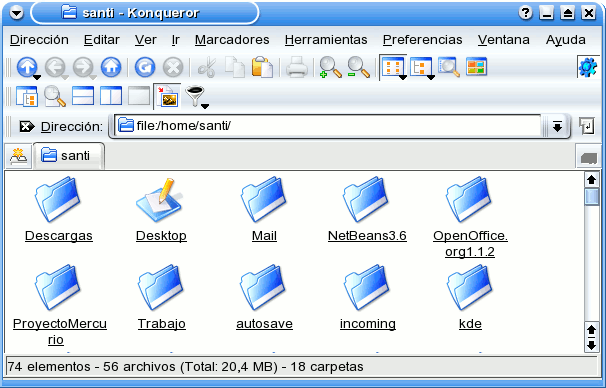 santi - Konqueror
Dirección Editar Ver Ir Marcadores Herramientas Preferencias Ventana Ayuda
Dirección: file:/home/santi/
santi
Descargas Desktop Mail NetBeans3.6 OpenOffice.
org1.1.2
ProyectoMercu Trabajo autosave incoming kde
rio
74 elementos - 56 archivos (Total: 20,4 MB) - 18 carpetas